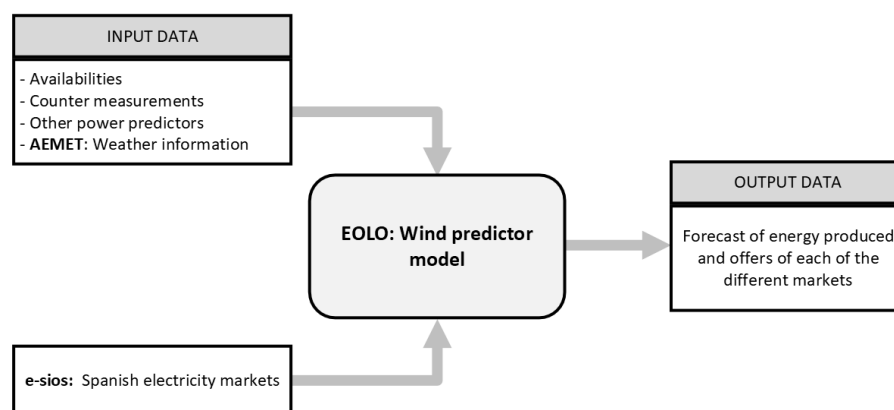 INPUT DATA
- Availabilities
- Counter measurements
- Other power predictors
- AEMET: Weather information
EOLO: Wind predictor
model
OUTPUT DATA
Forecast of energy produced
and offers of each of the
different markets
e-sios: Spanish electricity markets